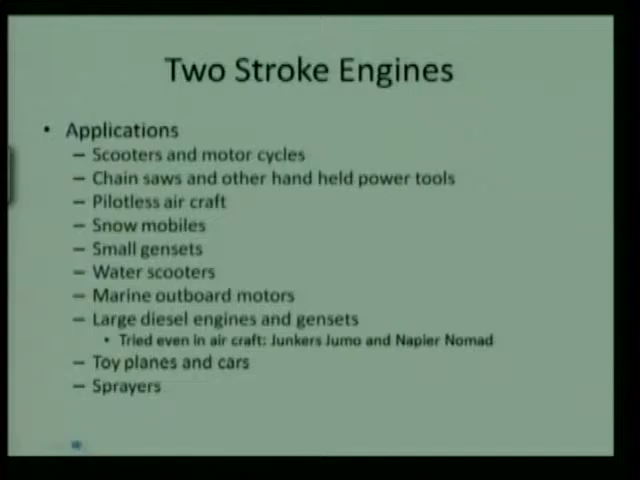 Two Stroke Engines
• Applications
– Scooters and motor cycles
– Chain saws and other hand held power tools
– Pilotless air craft
– Snow mobiles
– Small gensets
– Water scooters
– Marine outboard motors
– Large diesel engines and gensets
• Tried even in air craft: Junkers Jumo and Napier Nomad
– Toy planes and cars
– Sprayers